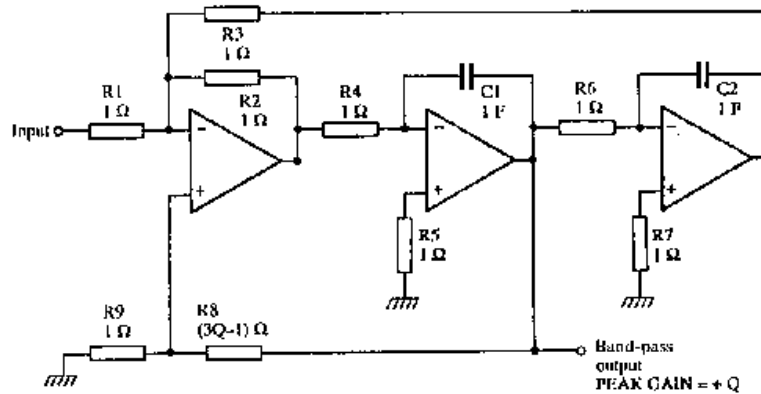 R3
1 Ω
R1
1 Ω
R2
1 Ω
R4
1 Ω
C1
1 F
R6
1 Ω
C2
1 F
Input
−
+
−
+
−
+
R5
1 Ω
R7
1 Ω
R9
1 Ω
R8
(3Q-1) Ω
Band-pass
output
PEAK GAIN = + Q